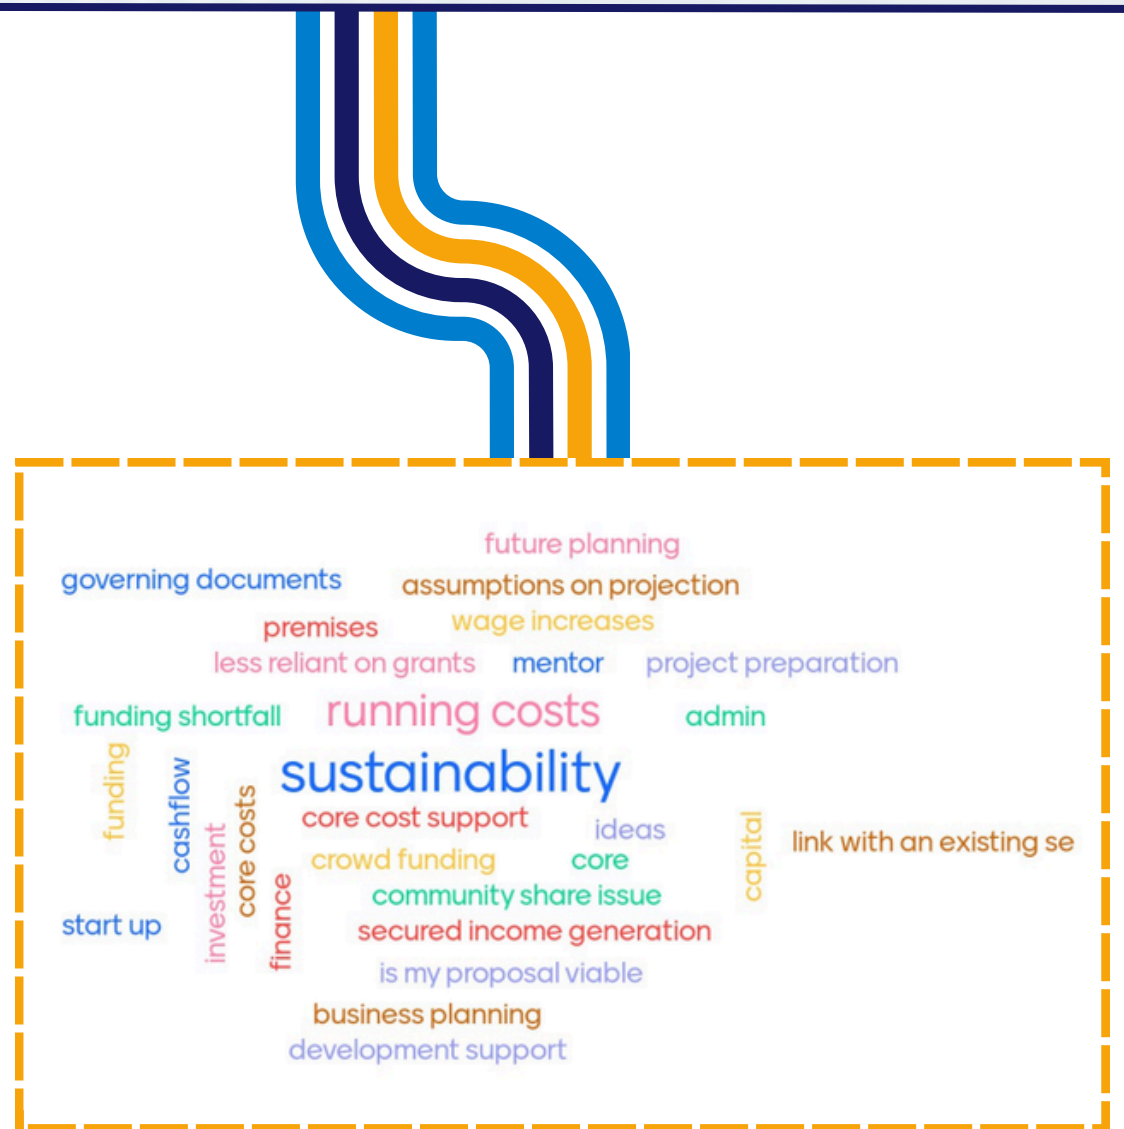 future planning
governing documents
assumptions on projection
premises
wage increases
less reliant on grants
mentor
project preparation
funding shortfall
running costs
admin
sustainability
funding
cashflow
investment
core costs
finance
core cost support
ideas
capital
link with an existing se
crowd funding
core
community share issue
start up
secured income generation
is my proposal viable
business planning
development support